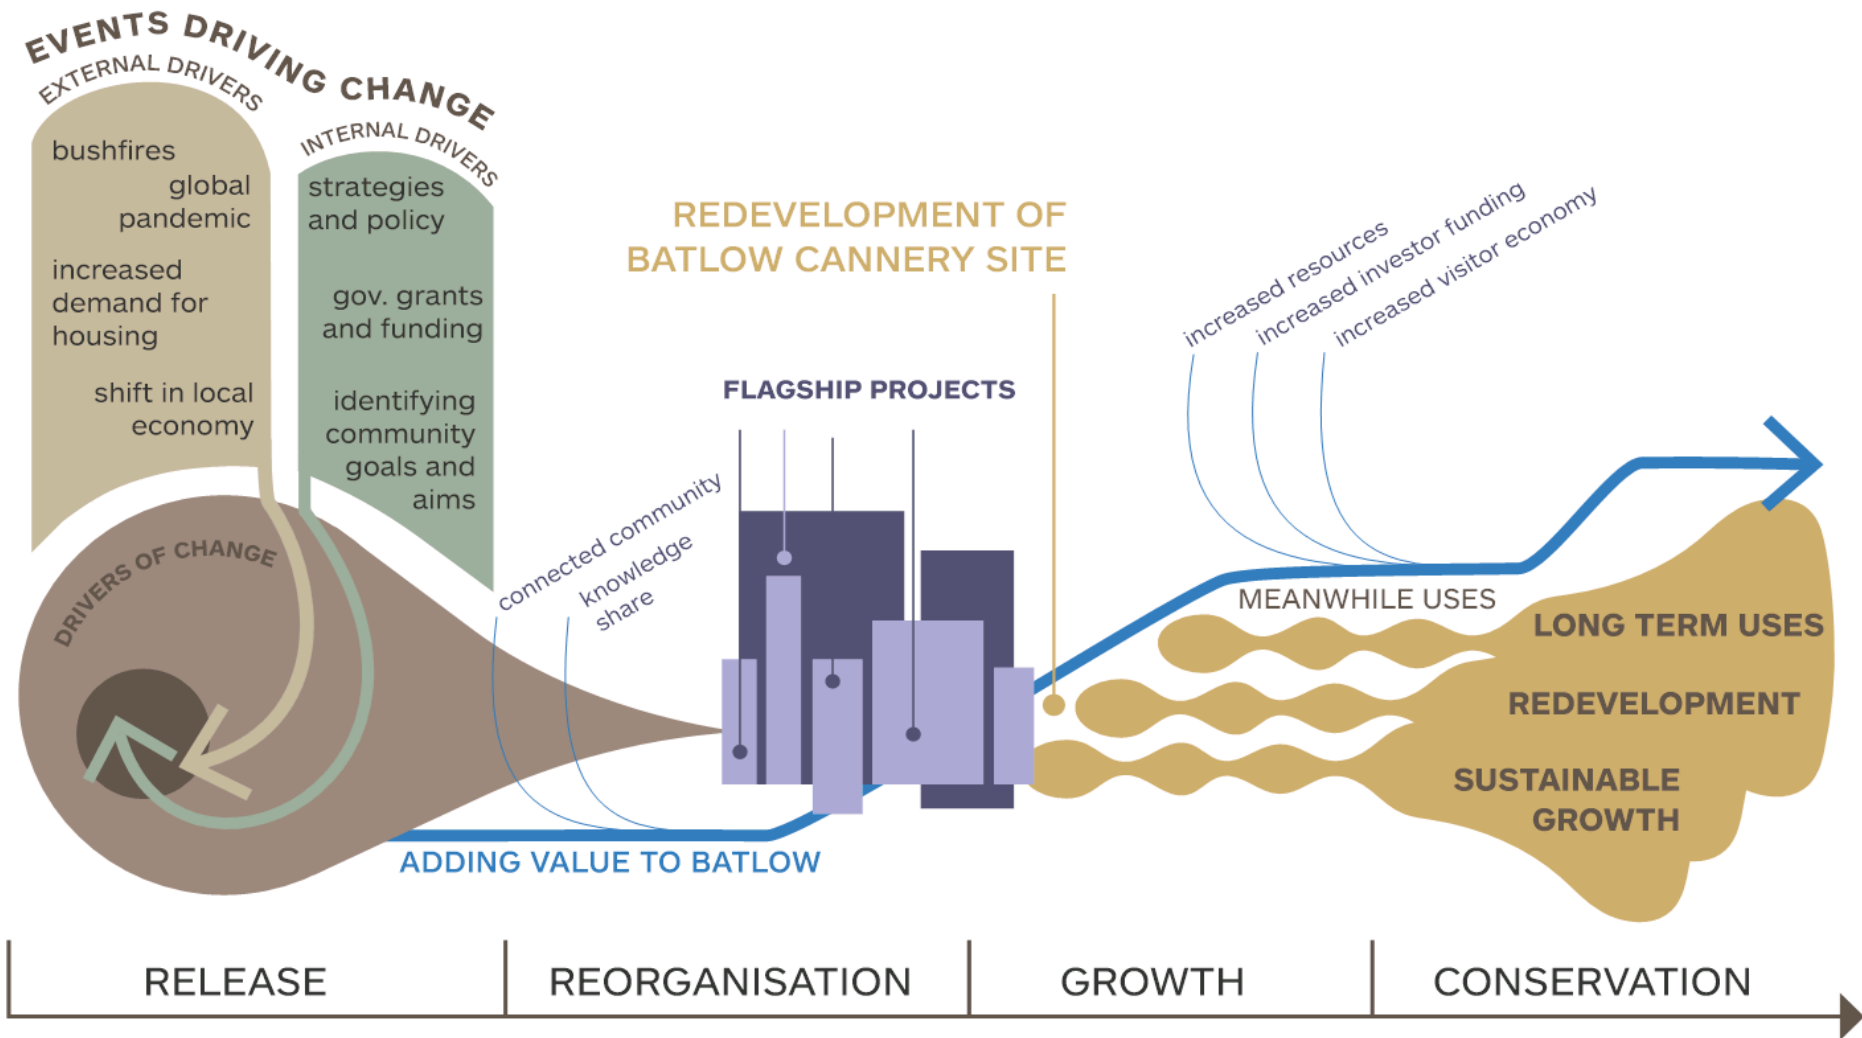 EVENTS DRIVING CHANGE
EXTERNAL DRIVERS
bushfires
global
pandemic
increased
demand for
housing
shift in local
economy
INTERNAL DRIVERS
strategies
and policy
gov. grants
and funding
identifying
community
goals and
aims
DRIVERS OF CHANGE
connected community
knowledge
share
ADDING VALUE TO BATLOW
FLAGSHIP PROJECTS
REDEVELOPMENT OF
BATLOW CANNERY SITE
increased resources
increased investor funding
increased visitor economy
MEANWHILE USES
LONG TERM USES
REDEVELOPMENT
SUSTAINABLE
GROWTH
RELEASE
REORGANISATION
GROWTH
CONSERVATION